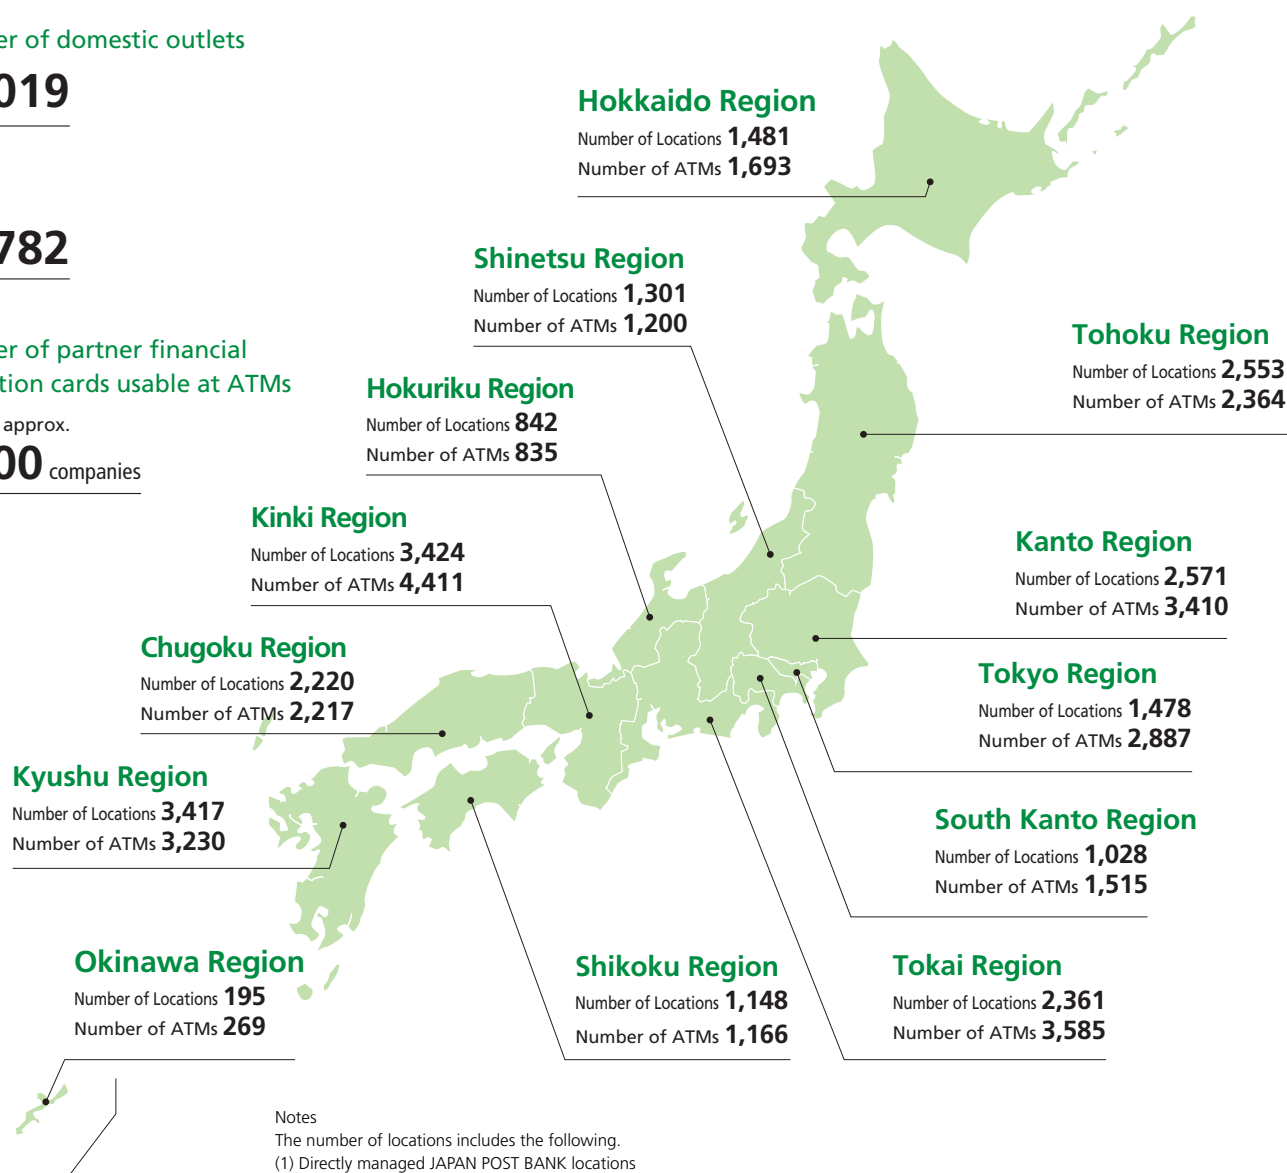 er of domestic outlets
019
782
er of partner financial
tion cards usable at ATMs
approx.
00 companies
Hokkaido Region
Number of Locations 1,481
Number of ATMs 1,693
Shinetsu Region
Number of Locations 1,301
Number of ATMs 1,200
Tohoku Region
Number of Locations 2,553
Number of ATMs 2,364
Hokuriku Region
Number of Locations 842
Number of ATMs 835
Kinki Region
Number of Locations 3,424
Number of ATMs 4,411
Kanto Region
Number of Locations 2,571
Number of ATMs 3,410
Chugoku Region
Number of Locations 2,220
Number of ATMs 2,217
Tokyo Region
Number of Locations 1,478
Number of ATMs 2,887
Kyushu Region
Number of Locations 3,417
Number of ATMs 3,230
South Kanto Region
Number of Locations 1,028
Number of ATMs 1,515
Okinawa Region
Number of Locations 195
Number of ATMs 269
Shikoku Region
Number of Locations 1,148
Number of ATMs 1,166
Tokai Region
Number of Locations 2,361
Number of ATMs 3,585
Notes
The number of locations includes the following.
(1) Directly managed JAPAN POST BANK locations